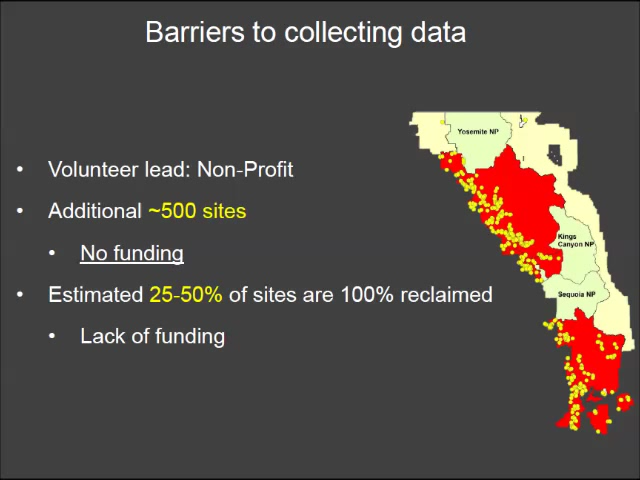 Barriers to collecting data
• Volunteer lead: Non-Profit
• Additional ~500 sites
• No funding
• Estimated 25-50% of sites are 100% reclaimed
• Lack of funding
Yosemite NP
Kings
Canyon NP
Sequoia NP